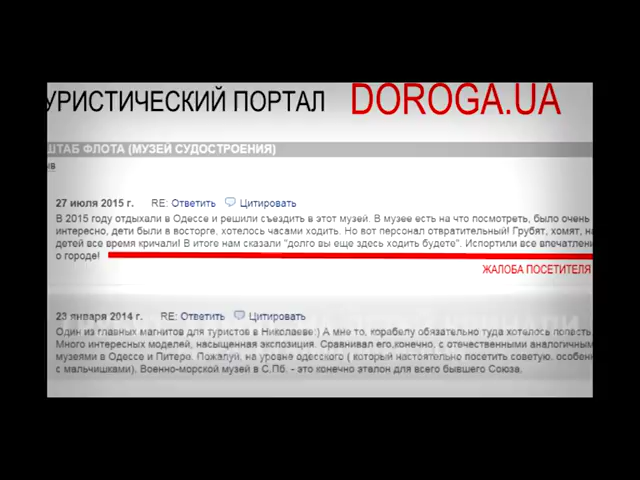 УРИСТИЧЕСКИЙ ПОРТАЛ DOROGA.UA
ШТАБ ФЛОТА (МУЗЕЙ СУДОСТРОЕНИЯ)
27 июля 2015 г. RE: Ответить Цитировать
В 2015 году отдыхали в Одессе и решили съездить в этот музей. В музее есть на что посмотреть, было очень
интересно, дети были в восторге, хотелось часами ходить. Но вот персонал отвратительный! Грубят, хомят, на
детей все время кричали! В итоге нам сказали "долго вы еще здесь ходить будете". Испортили все впечатлени
о городе!
ЖАЛОБА ПОСЕТИТЕЛЯ
23 января 2014 г. RE: Ответить Цитировать
Один из главных магнитов для туристов в Николаеве:) А мне то, корабелу обязательно туда хотелось попасть.
Много интересных моделей, насыщенная экспозиция. Сравнивал его,конечно, с отечественными аналогичным
музеями в Одессе и Питере. Пожалуй, на уровне одесского ( который настоятельно посетить советую, особен
с мальчишками). Военно-морской музей в С.Пб. - это конечно эталон для всего бывшего Союза.